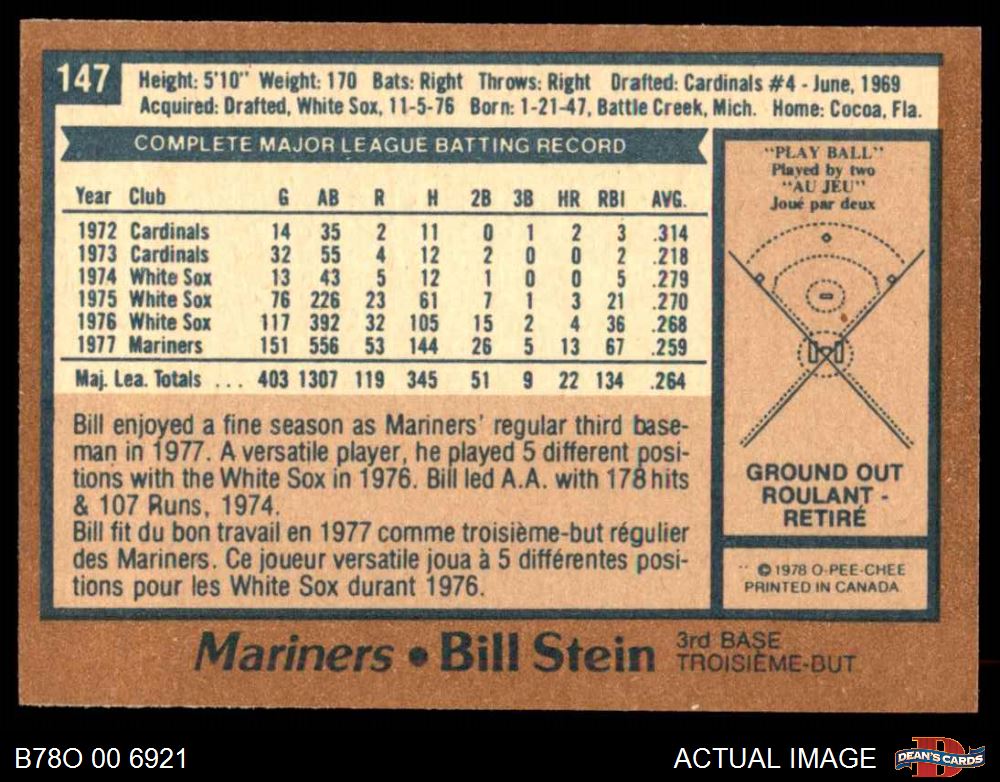 147
Height: 5'10" Weight: 170 Bats: Right Throws: Right Drafted: Cardinals #4 - June, 1969
Acquired: Drafted, White Sox, 11-5-76 Born: 1-21-47, Battle Creek, Mich. Home: Cocoa, Fla.
COMPLETE MAJOR LEAGUE BATTING RECORD
Year Club G AB R H 2B 3B HR RBI AVG.
1972 Cardinals 14 35 2 11 0 1 2 3 .314
1973 Cardinals 32 55 4 12 2 0 0 2 .218
1974 White Sox 13 43 5 12 1 0 0 5 .279
1975 White Sox 76 226 23 61 7 1 3 21 .270
1976 White Sox 117 392 32 105 15 2 4 36 .268
1977 Mariners 151 556 53 144 26 5 13 67 .259
Maj. Lea. Totals ... 403 1307 119 345 51 9 22 134 .264
Bill enjoyed a fine season as Mariners' regular third base-
man in 1977. A versatile player, he played 5 different posi-
tions with the White Sox in 1976. Bill led A.A. with 178 hits
& 107 Runs, 1974.
Bill fit du bon travail en 1977 comme troisième-but régulier
des Mariners. Ce joueur versatile joua à 5 différentes posi-
tions pour les White Sox durant 1976.
"PLAY BALL"
Played by two
"AU JEU"
Joué par deux
GROUND OUT
ROULANT -
RETIRÉ
© 1978 O-PEE-CHEE
PRINTED IN CANADA
Mariners • Bill Stein
3rd BASE
TROISIÈME-BUT
B78O 00 6921
ACTUAL IMAGE
DEAN'S CARDS